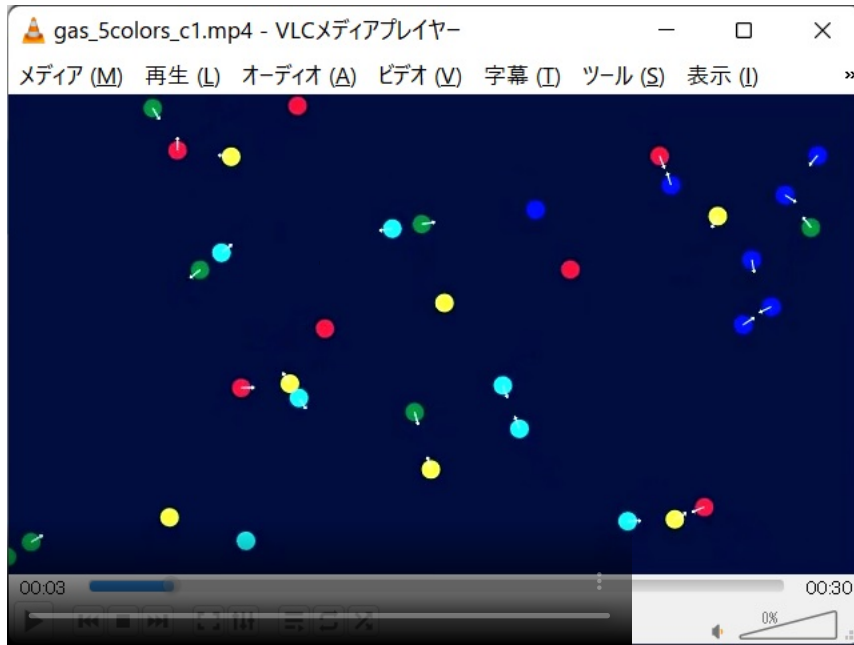 gas_5colors_c1.mp4 - VLCメディアプレイヤー
メディア (M) 再生 (L) オーディオ (A) ビデオ (V) 字幕 (T) ツール (S) 表示 (I) »
00:03 00:30
0%